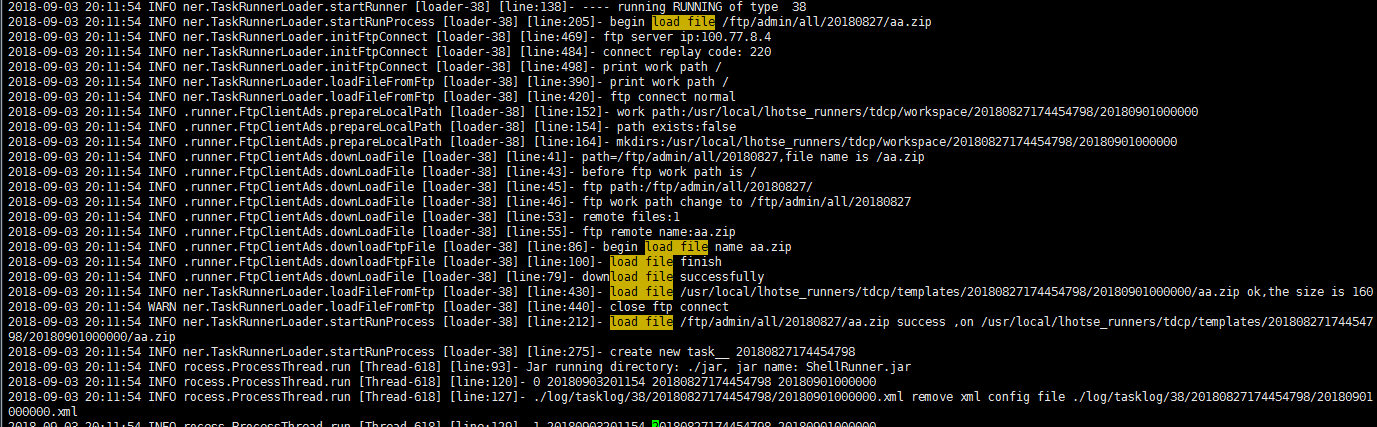 2018-09-03 20:11:54 INFO ner.TaskRunnerLoader.startRunner [loader-38] [line:138]- ---- running RUNNING of type  38
2018-09-03 20:11:54 INFO ner.TaskRunnerLoader.startRunProcess [loader-38] [line:205]- begin load file /ftp/admin/all/20180827/aa.zip
2018-09-03 20:11:54 INFO ner.TaskRunnerLoader.initFtpConnect [loader-38] [line:469]- ftp server ip:100.77.8.4
2018-09-03 20:11:54 INFO ner.TaskRunnerLoader.initFtpConnect [loader-38] [line:484]- connect replay code: 220
2018-09-03 20:11:54 INFO ner.TaskRunnerLoader.initFtpConnect [loader-38] [line:498]- print work path /
2018-09-03 20:11:54 INFO ner.TaskRunnerLoader.loadFileFromFtp [loader-38] [line:390]- print work path /
2018-09-03 20:11:54 INFO ner.TaskRunnerLoader.loadFileFromFtp [loader-38] [line:420]- ftp connect normal
2018-09-03 20:11:54 INFO .runner.FtpClientAds.prepareLocalPath [loader-38] [line:152]- work path:/usr/local/lhotse_runners/tdcp/workspace/20180827174454798/20180901000000
2018-09-03 20:11:54 INFO .runner.FtpClientAds.prepareLocalPath [loader-38] [line:154]- path exists:false
2018-09-03 20:11:54 INFO .runner.FtpClientAds.prepareLocalPath [loader-38] [line:164]- mkdirs:/usr/local/lhotse_runners/tdcp/workspace/20180827174454798/20180901000000
2018-09-03 20:11:54 INFO .runner.FtpClientAds.downLoadFile [loader-38] [line:41]- path=/ftp/admin/all/20180827,file name is /aa.zip
2018-09-03 20:11:54 INFO .runner.FtpClientAds.downLoadFile [loader-38] [line:43]- before ftp work path is /
2018-09-03 20:11:54 INFO .runner.FtpClientAds.downLoadFile [loader-38] [line:45]- ftp path:/ftp/admin/all/20180827/
2018-09-03 20:11:54 INFO .runner.FtpClientAds.downLoadFile [loader-38] [line:46]- ftp work path change to /ftp/admin/all/20180827
2018-09-03 20:11:54 INFO .runner.FtpClientAds.downLoadFile [loader-38] [line:53]- remote files:1
2018-09-03 20:11:54 INFO .runner.FtpClientAds.downLoadFile [loader-38] [line:55]- ftp remote name:aa.zip
2018-09-03 20:11:54 INFO .runner.FtpClientAds.downloadFtpFile [loader-38] [line:86]- begin load file name aa.zip
2018-09-03 20:11:54 INFO .runner.FtpClientAds.downloadFtpFile [loader-38] [line:100]- load file finish
2018-09-03 20:11:54 INFO .runner.FtpClientAds.downLoadFile [loader-38] [line:79]- download file successfully
2018-09-03 20:11:54 INFO ner.TaskRunnerLoader.loadFileFromFtp [loader-38] [line:430]- load file /usr/local/lhotse_runners/tdcp/templates/20180827174454798/20180901000000/aa.zip ok,the size is 160
2018-09-03 20:11:54 WARN ner.TaskRunnerLoader.loadFileFromFtp [loader-38] [line:440]- close ftp connect
2018-09-03 20:11:54 INFO ner.TaskRunnerLoader.startRunProcess [loader-38] [line:212]- load file /ftp/admin/all/20180827/aa.zip success ,on /usr/local/lhotse_runners/tdcp/templates/201808271744547
98/20180901000000/aa.zip
2018-09-03 20:11:54 INFO ner.TaskRunnerLoader.startRunProcess [loader-38] [line:275]- create new task__ 20180827174454798
2018-09-03 20:11:54 INFO rocess.ProcessThread.run [Thread-618] [line:93]- Jar running directory: ./jar, jar name: ShellRunner.jar
2018-09-03 20:11:54 INFO rocess.ProcessThread.run [Thread-618] [line:120]- 0 20180903201154 20180827174454798 20180901000000
2018-09-03 20:11:54 INFO rocess.ProcessThread.run [Thread-618] [line:127]- ./log/tasklog/38/20180827174454798/20180901000000.xml remove xml config file ./log/tasklog/38/20180827174454798/20180901
000000.xml
2018-09-03 20:11:54 INFO rocess.ProcessThread.run [Thread-618] [line:129]- 1 20180903201154 20180827174454798 20180901000000